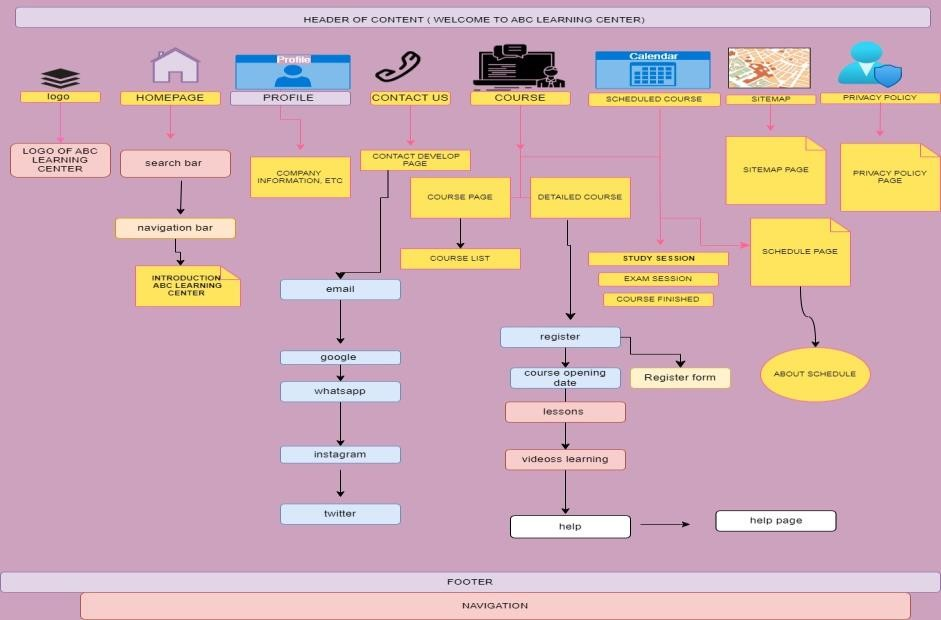 HEADER OF CONTENT ( WELCOME TO ABC LEARNING CENTER)
Profile
Calendar
logo
HOMEPAGE
PROFILE
CONTACT US
COURSE
SCHEDULED COURSE
SITEMAP
PRIVACY POLICY
LOGO OF ABC
LEARNING
CENTER
search bar
COMPANY
INFORMATION, ETC
CONTACT DEVELOP
PAGE
SITEMAP PAGE
PRIVACY POLICY
PAGE
COURSE PAGE
DETAILED COURSE
navigation bar
COURSE LIST
STUDY SESSION
SCHEDULE PAGE
INTRODUCTION
ABC LEARNING
CENTER
EXAM SESSION
COURSE FINISHED
email
register
google
course opening
date
Register form
ABOUT SCHEDULE
whatsapp
lessons
instagram
videoss learning
twitter
help
help page
FOOTER
NAVIGATION